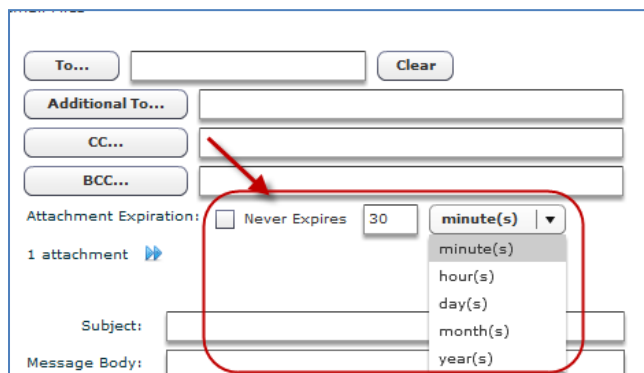 To... Clear
Additional To...
CC...
BCC...
Attachment Expiration: Never Expires 30 minute(s)
minute(s)
1 attachment
hour(s)
day(s)
Subject: month(s)
Message Body: year(s)